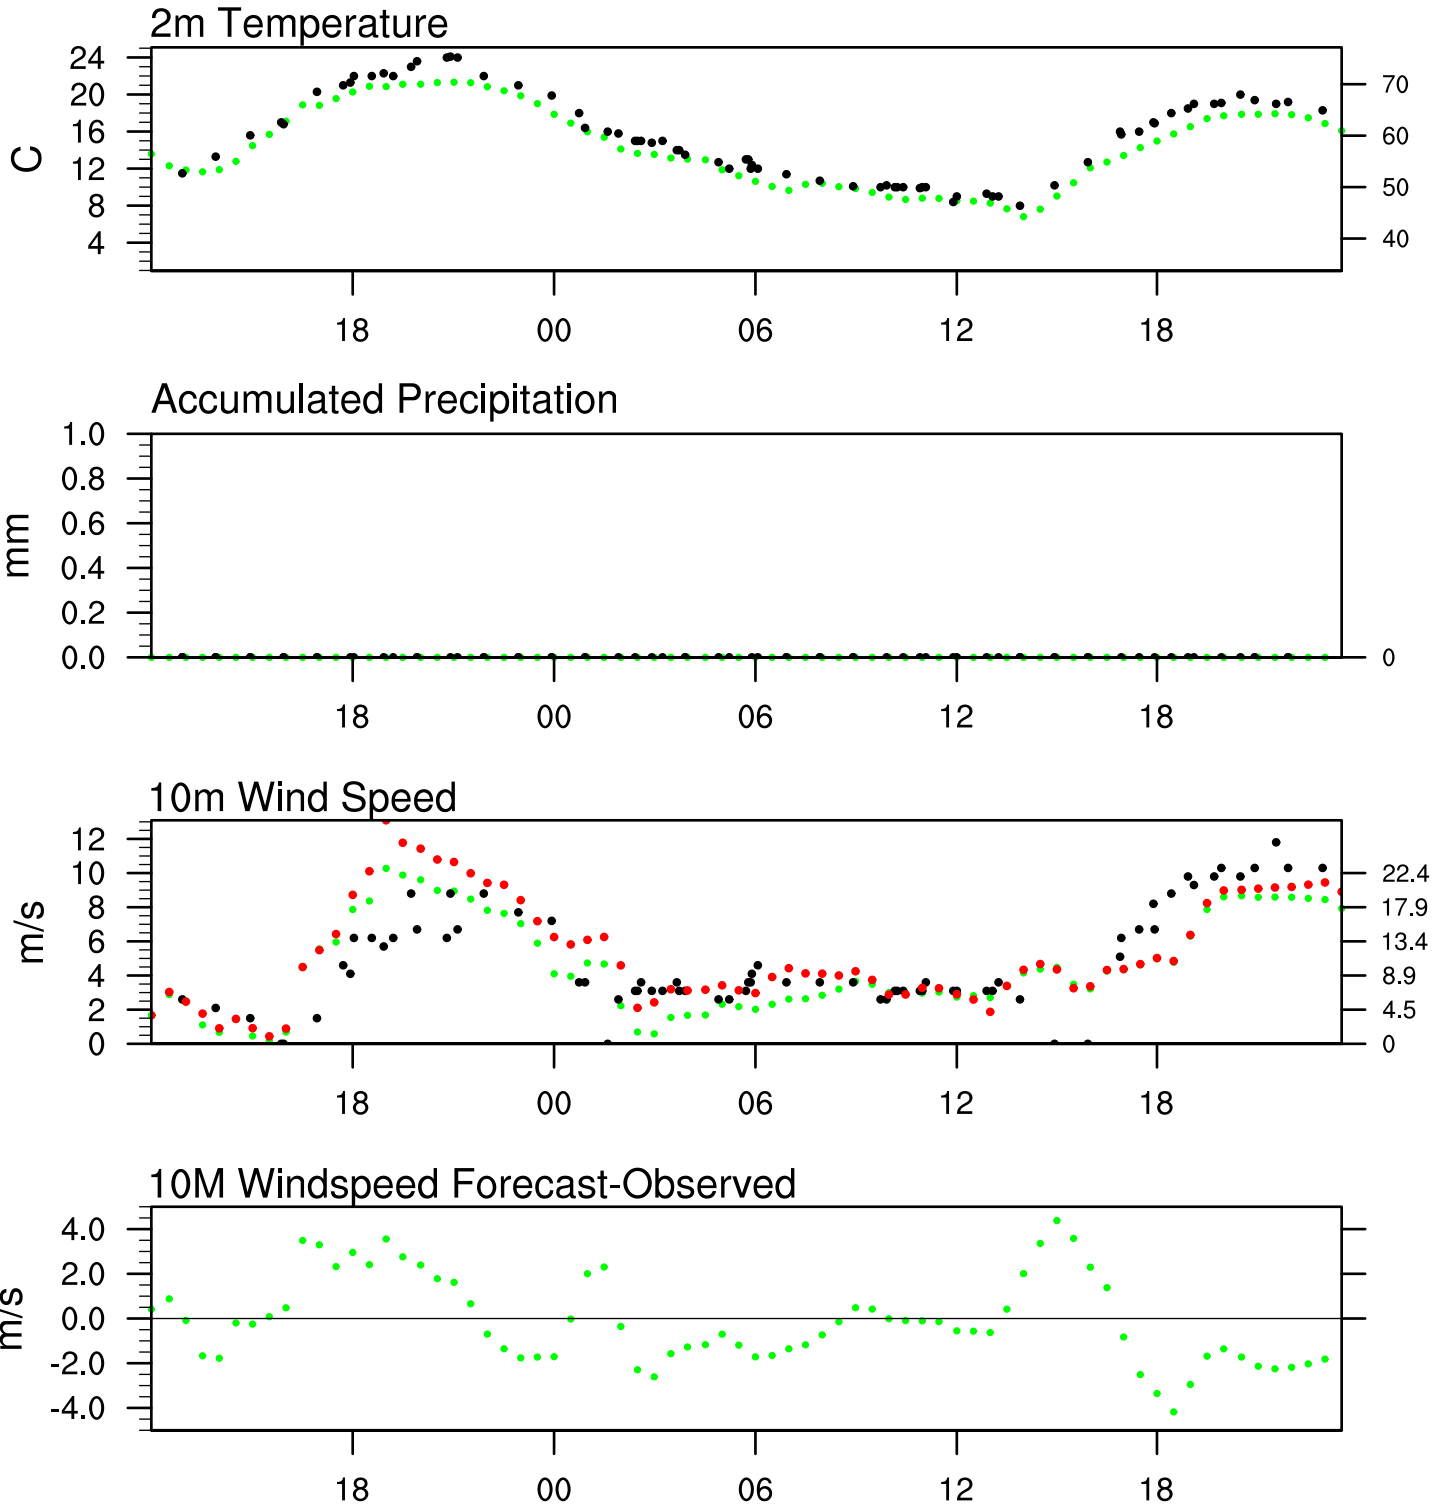 2m Temperature
24
20
16
12
8
4
C
70
60
50
40
18 00 06 12 18
Accumulated Precipitation
1.0
0.8
0.6
0.4
0.2
0.0
mm
0
18 00 06 12 18
10m Wind Speed
12
10
8
6
4
2
0
m/s
22.4
17.9
13.4
8.9
4.5
0
18 00 06 12 18
10M Windspeed Forecast-Observed
4.0
2.0
0.0
-2.0
-4.0
m/s
18 00 06 12 18